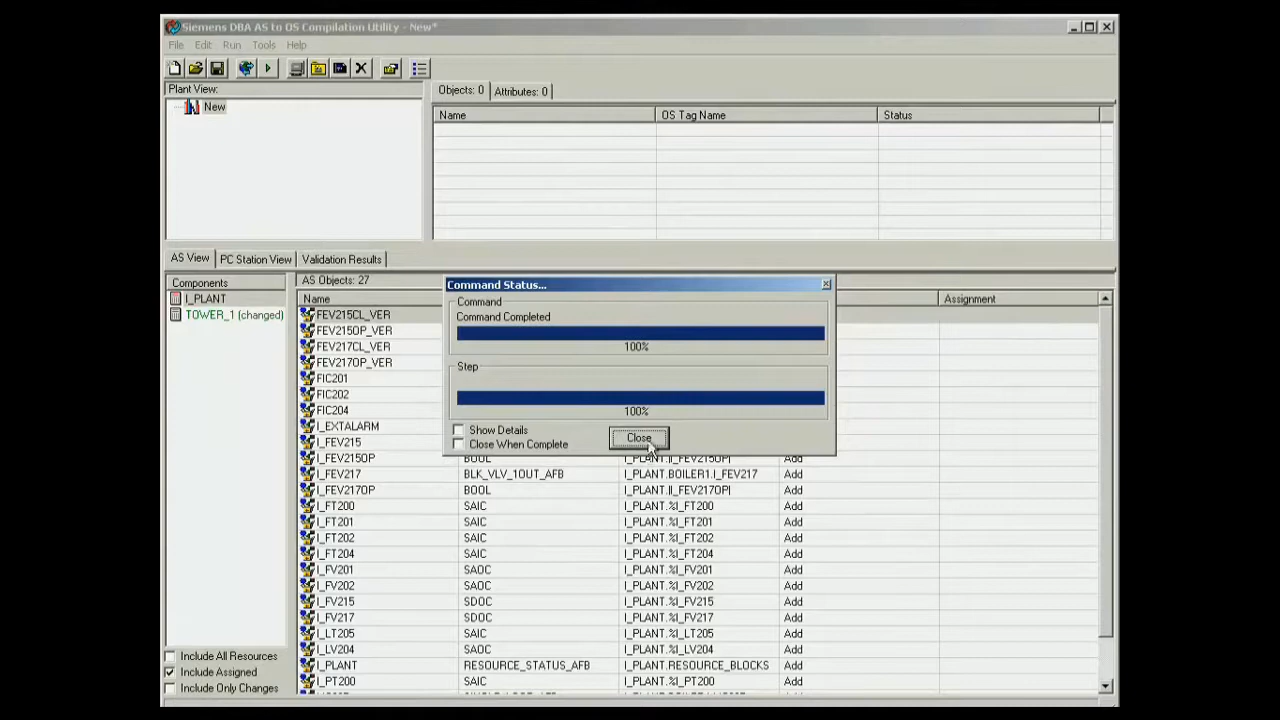 Siemens DBA AS to OS Compilation Utility - New*
File Edit Run Tools Help
Plant View:
New
Objects: 0 Attributes: 0
Name OS Tag Name Status
AS View PC Station View Validation Results
Components
I_PLANT
TOWER_1 (changed)
AS Objects: 27
Name Assignment
FEV215CL_VER
FEV215OP_VER
FEV217CL_VER
FEV217OP_VER
FIC201
FIC202
FIC204
I_EXTALARM
I_FEV215
I_FEV215OP BOOL I_PLANT.||_FEV215OP| Add
I_FEV217 BLK_VLV_1OUT_AFB I_PLANT.BOILER1.I_FEV217 Add
I_FEV217OP BOOL I_PLANT.||_FEV217OP| Add
I_FT200 SAIC I_PLANT.%I_FT200 Add
I_FT201 SAIC I_PLANT.%I_FT201 Add
I_FT202 SAIC I_PLANT.%I_FT202 Add
I_FT204 SAIC I_PLANT.%I_FT204 Add
I_FV201 SAOC I_PLANT.%I_FV201 Add
I_FV202 SAOC I_PLANT.%I_FV202 Add
I_FV215 SDOC I_PLANT.%I_FV215 Add
I_FV217 SDOC I_PLANT.%I_FV217 Add
I_LT205 SAIC I_PLANT.%I_LT205 Add
I_LV204 SAOC I_PLANT.%I_LV204 Add
I_PLANT RESOURCE_STATUS_AFB I_PLANT.RESOURCE_BLOCKS Add
I_PT200 SAIC I_PLANT.%I_PT200 Add
Command Status...
Command
Command Completed
100%
Step
100%
Show Details
Close When Complete
Close
Include All Resources
Include Assigned
Include Only Changes